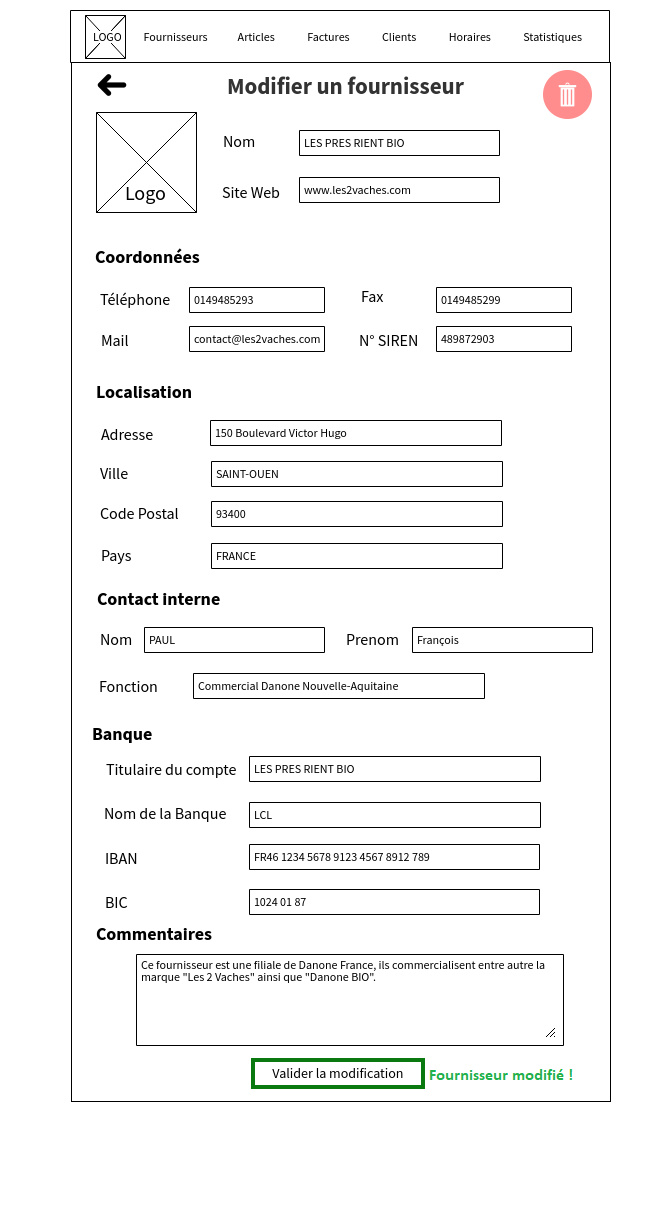 LOGO Fournisseurs Articles Factures Clients Horaires Statistiques
Modifier un fournisseur
Logo
Nom LES PRES RIENT BIO
Site Web www.les2vaches.com
Coordonnées
Téléphone 0149485293 Fax 0149485299
Mail contact@les2vaches.com N° SIREN 489872903
Localisation
Adresse 150 Boulevard Victor Hugo
Ville SAINT-OUEN
Code Postal 93400
Pays FRANCE
Contact interne
Nom PAUL Prenom François
Fonction Commercial Danone Nouvelle-Aquitaine
Banque
Titulaire du compte LES PRES RIENT BIO
Nom de la Banque LCL
IBAN FR46 1234 5678 9123 4567 8912 789
BIC 1024 01 87
Commentaires
Ce fournisseur est une filiale de Danone France, ils commercialisent entre autre la
marque "Les 2 Vaches" ainsi que "Danone BIO".
Valider la modification Fournisseur modifié !